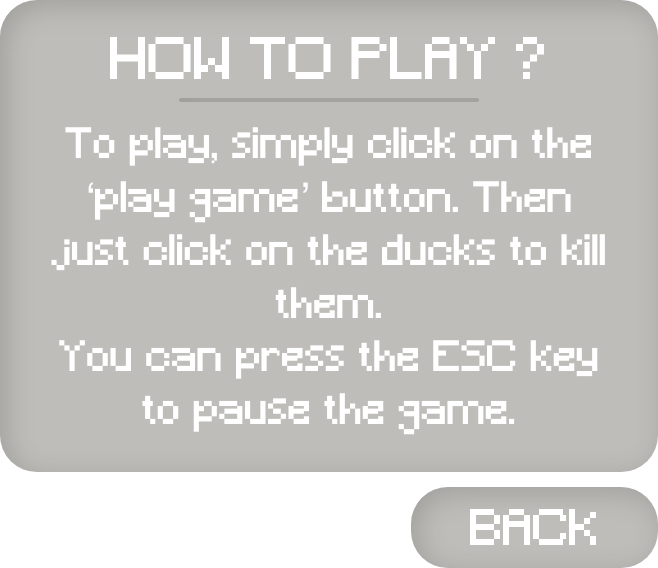 HOW TO PLAY ?
To play, simply click on the
‘play game’ button. Then
just click on the ducks to kill
them.
You can press the ESC key
to pause the game.
BACK